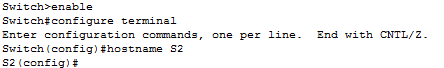 Switch>enable
Switch#configure terminal
Enter configuration commands, one per line.  End with CNTL/Z.
Switch(config)#hostname S2
S2(config)#